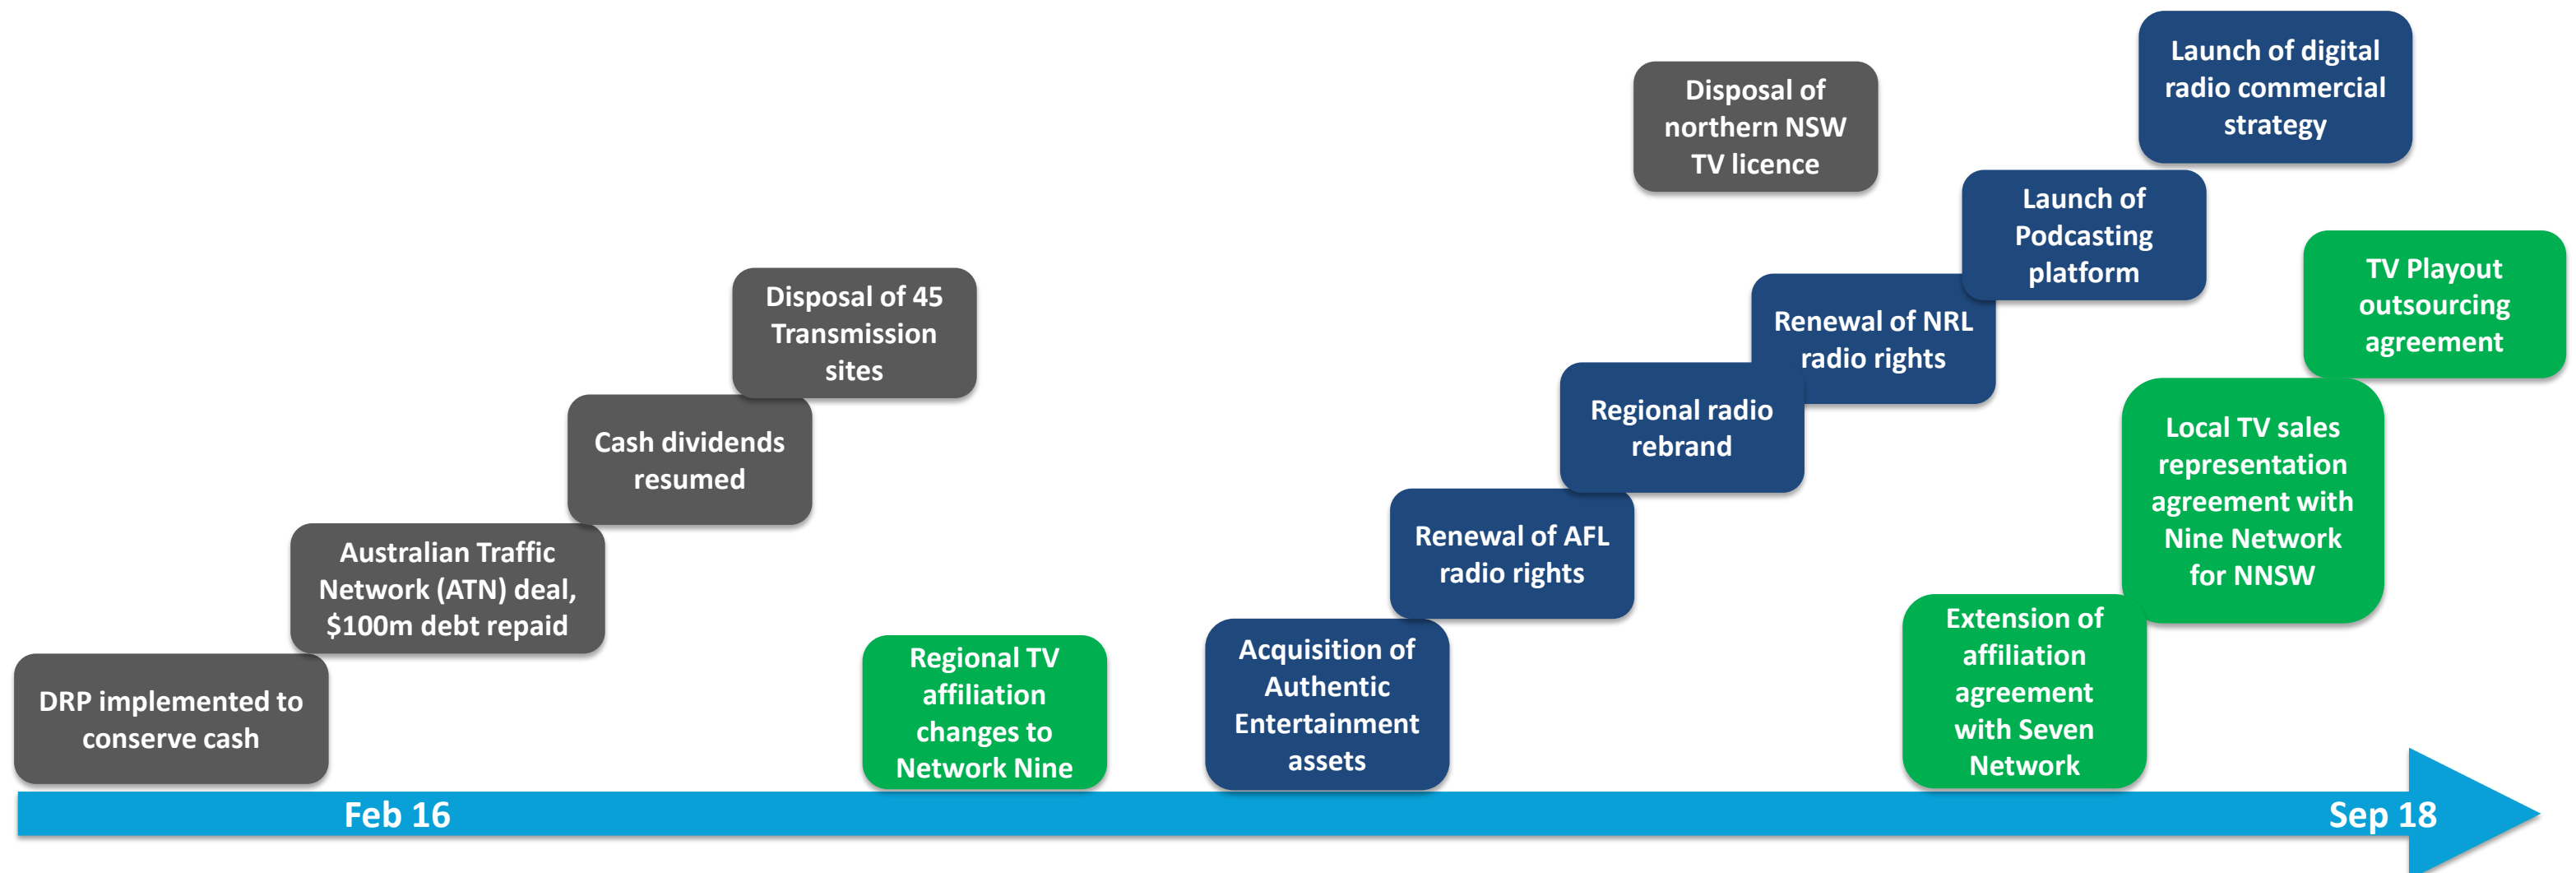 DRP implemented to
conserve cash
Australian Traffic
Network (ATN) deal,
$100m debt repaid
Cash dividends
resumed
Disposal of 45
Transmission
sites
Regional TV
affiliation
changes to
Network Nine
Acquisition of
Authentic
Entertainment
assets
Renewal of AFL
radio rights
Regional radio
rebrand
Disposal of
northern NSW
TV licence
Renewal of NRL
radio rights
Launch of
Podcasting
platform
Launch of digital
radio commercial
strategy
Extension of
affiliation
agreement
with Seven
Network
Local TV sales
representation
agreement with
Nine Network
for NNSW
TV Playout
outsourcing
agreement
Feb 16
Sep 18